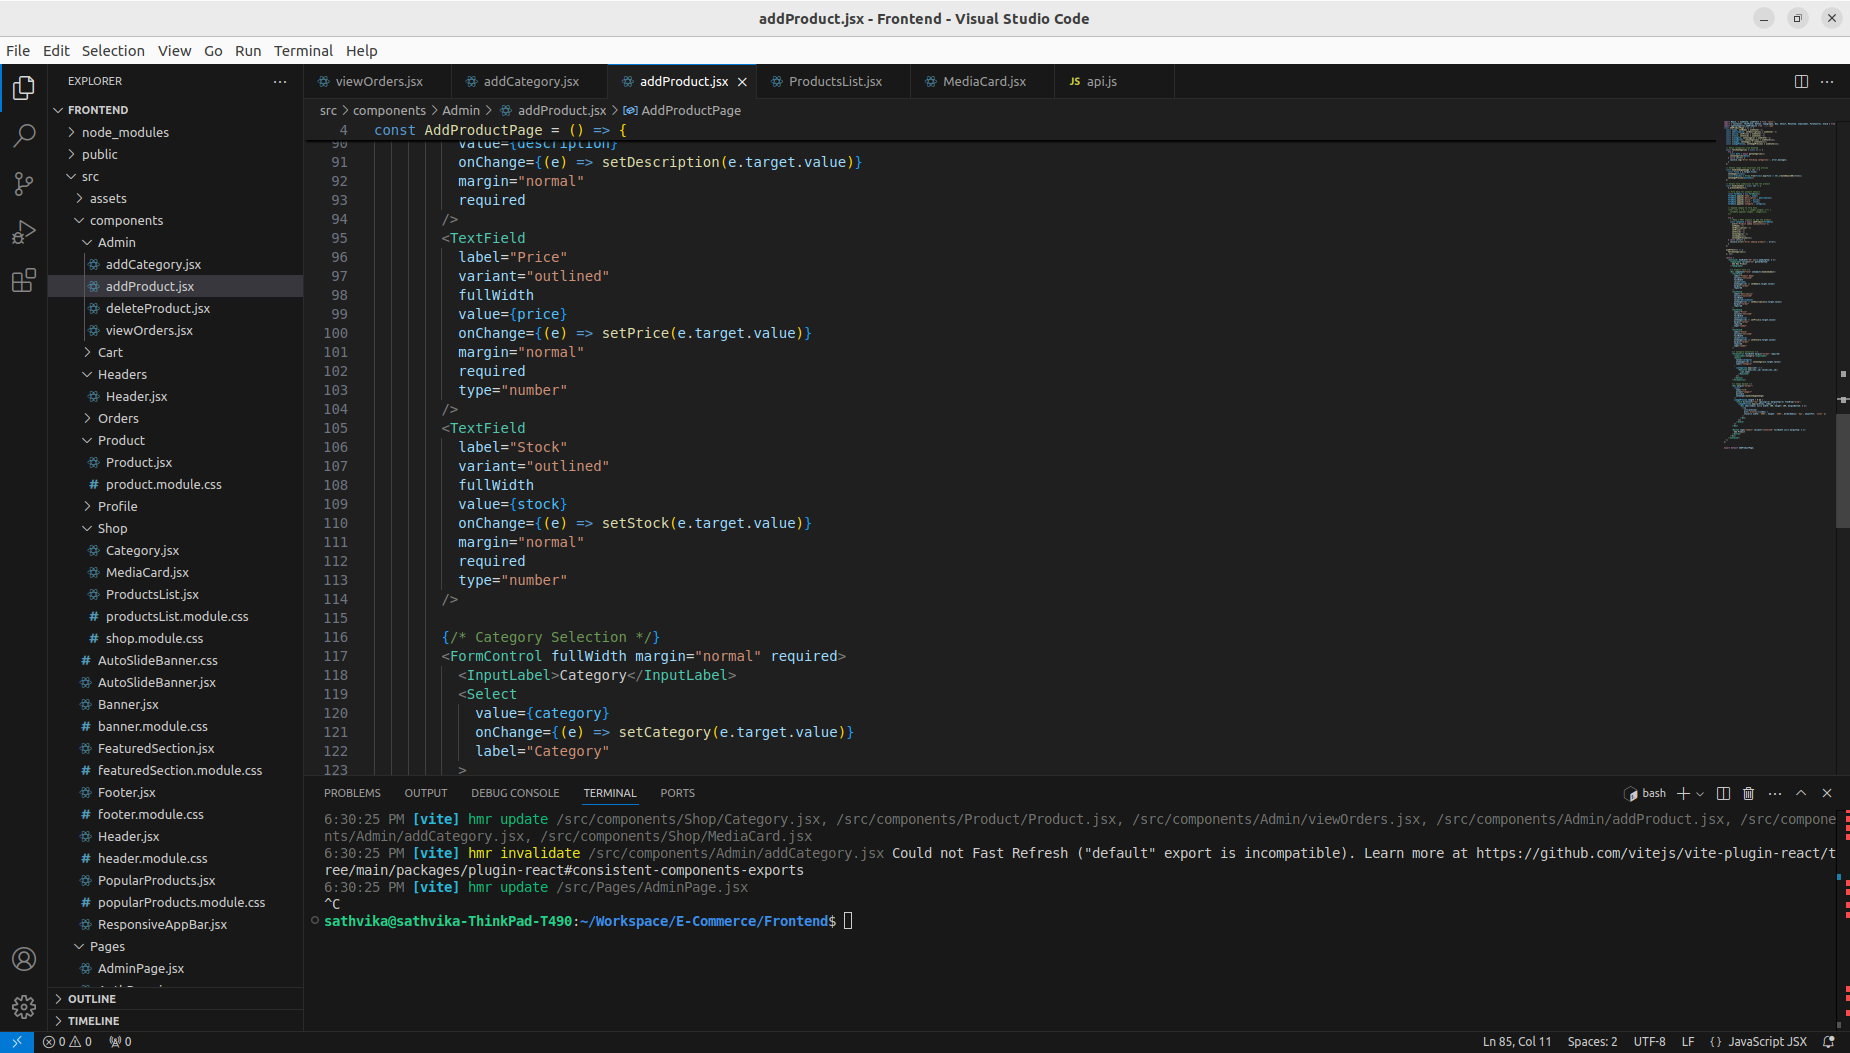 addProduct.jsx - Frontend - Visual Studio Code
File Edit Selection View Go Run Terminal Help
EXPLORER
FRONTEND
node_modules
public
src
assets
components
Admin
addCategory.jsx
addProduct.jsx
deleteProduct.jsx
viewOrders.jsx
Cart
Headers
Header.jsx
Orders
Product
Product.jsx
# product.module.css
Profile
Shop
Category.jsx
MediaCard.jsx
ProductsList.jsx
# productsList.module.css
# shop.module.css
# AutoSlideBanner.css
AutoSlideBanner.jsx
Banner.jsx
# banner.module.css
FeaturedSection.jsx
# featuredSection.module.css
Footer.jsx
# footer.module.css
Header.jsx
# header.module.css
PopularProducts.jsx
# popularProducts.module.css
ResponsiveAppBar.jsx
Pages
AdminPage.jsx
OUTLINE
TIMELINE
viewOrders.jsx addCategory.jsx addProduct.jsx ProductsList.jsx MediaCard.jsx JS api.js
src > components > Admin > addProduct.jsx > AddProductPage
4 const AddProductPage = () => {
90 value={description}
91 onChange={(e) => setDescription(e.target.value)}
92 margin="normal"
93 required
94 />
95 <TextField
96 label="Price"
97 variant="outlined"
98 fullWidth
99 value={price}
100 onChange={(e) => setPrice(e.target.value)}
101 margin="normal"
102 required
103 type="number"
104 />
105 <TextField
106 label="Stock"
107 variant="outlined"
108 fullWidth
109 value={stock}
110 onChange={(e) => setStock(e.target.value)}
111 margin="normal"
112 required
113 type="number"
114 />
115
116 {/* Category Selection */}
117 <FormControl fullWidth margin="normal" required>
118 <InputLabel>Category</InputLabel>
119 <Select
120 value={category}
121 onChange={(e) => setCategory(e.target.value)}
122 label="Category"
123 >
PROBLEMS OUTPUT DEBUG CONSOLE TERMINAL PORTS
bash
6:30:25 PM [vite] hmr update /src/components/Shop/Category.jsx, /src/components/Product/Product.jsx, /src/components/Admin/viewOrders.jsx, /src/components/Admin/addProduct.jsx, /src/compone
nts/Admin/addCategory.jsx, /src/components/Shop/MediaCard.jsx
6:30:25 PM [vite] hmr invalidate /src/components/Admin/addCategory.jsx Could not Fast Refresh ("default" export is incompatible). Learn more at https://github.com/vitejs/vite-plugin-react/t
ree/main/packages/plugin-react#consistent-components-exports
6:30:25 PM [vite] hmr update /src/Pages/AdminPage.jsx
^C
sathvika@sathvika-ThinkPad-T490:~/Workspace/E-Commerce/Frontend$
0 0 0
Ln 85, Col 11 Spaces: 2 UTF-8 LF {} JavaScript JSX